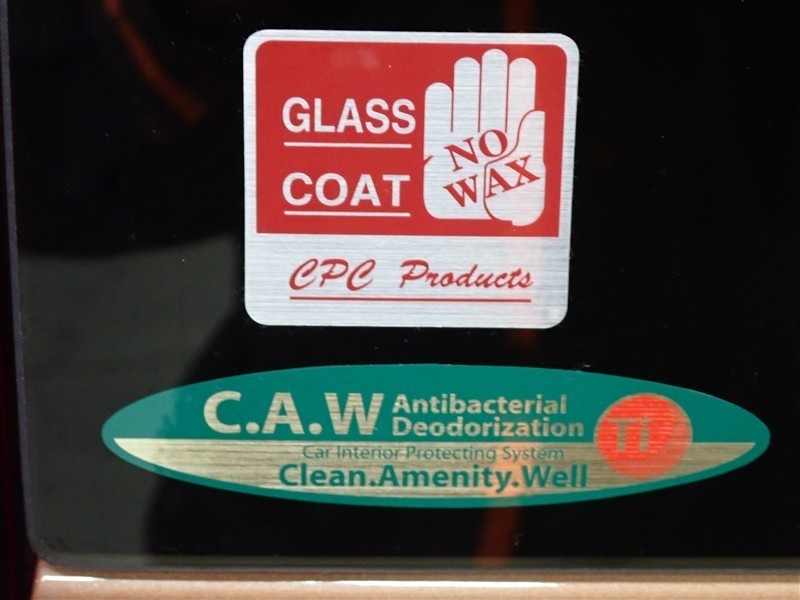 GLASS
COAT
NO
WAX
CPC Products
C.A.W Antibacterial
Deodorization
Ti
Car Interior Protecting System
Clean.Amenity.Well